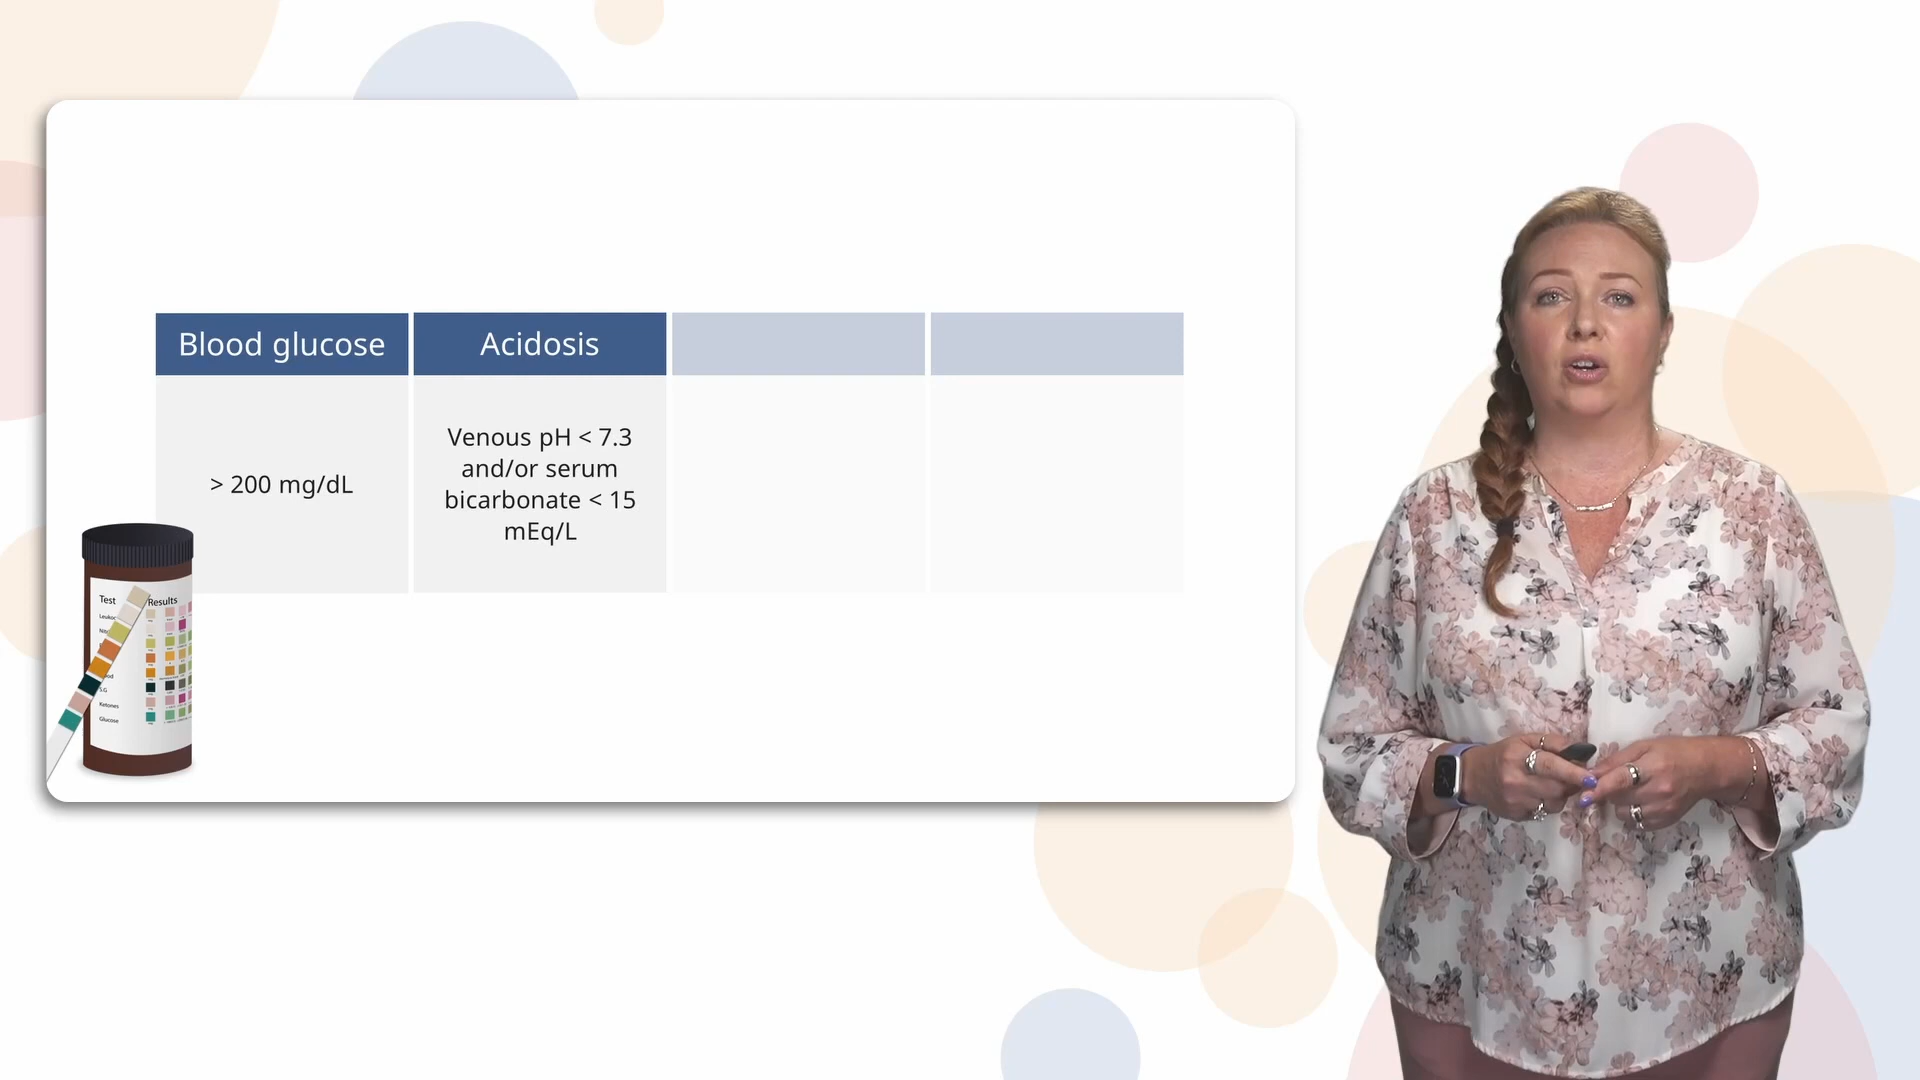 Blood glucose
Acidosis
> 200 mg/dL
Venous pH < 7.3
and/or serum
bicarbonate < 15
mEq/L
Test
Results
Leukoc
S.G
Ketones
Glucose